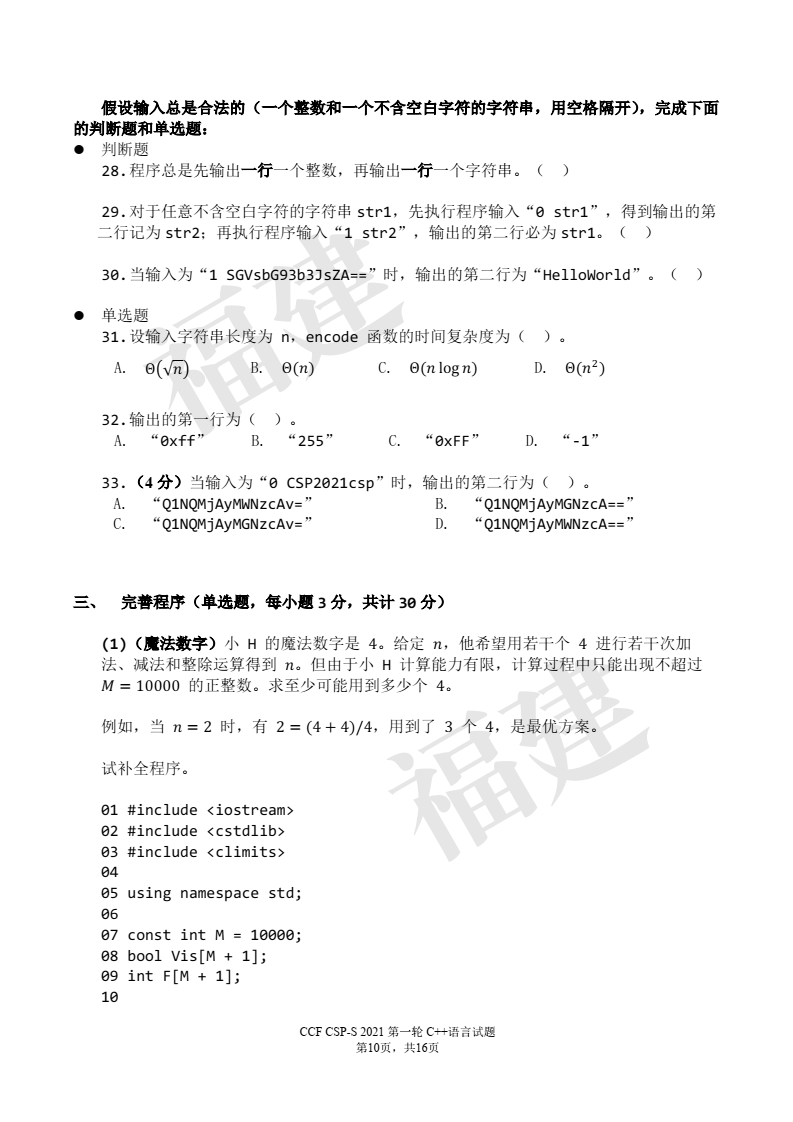 假设输入总是合法的（一个整数和一个不含空白字符的字符串，用空格隔开），完成下面
的判断题和单选题：
● 判断题
28.程序总是先输出一行一个整数，再输出一行一个字符串。（ ）
29.对于任意不含空白字符的字符串 str1，先执行程序输入“0 str1”，得到输出的第
二行记为 str2；再执行程序输入“1 str2”，输出的第二行必为 str1。（ ）
30.当输入为“1 SGVsbG93b3JsZA==”时，输出的第二行为“HelloWorld”。（ ）
● 单选题
31.设输入字符串长度为 n，encode 函数的时间复杂度为（ ）。
A. Θ(√n) B. Θ(n) C. Θ(n log n) D. Θ(n²)
32.输出的第一行为（ ）。
A. “0xff” B. “255” C. “0xFF” D. “-1”
33.（4 分）当输入为“0 CSP2021csp”时，输出的第二行为（ ）。
A. “Q1NQMjAyMWNzcAv=” B. “Q1NQMjAyMGNzcA==”
C. “Q1NQMjAyMGNzcAv=” D. “Q1NQMjAyMWNzcA==”
三、 完善程序（单选题，每小题 3 分，共计 30 分）
(1)（魔法数字）小 H 的魔法数字是 4。给定 n，他希望用若干个 4 进行若干次加
法、减法和整除运算得到 n。但由于小 H 计算能力有限，计算过程中只能出现不超过
M = 10000 的正整数。求至少可能用到多少个 4。
例如，当 n = 2 时，有 2 = (4 + 4)/4，用到了 3 个 4，是最优方案。
试补全程序。
01 #include <iostream>
02 #include <cstdlib>
03 #include <climits>
04
05 using namespace std;
06
07 const int M = 10000;
08 bool Vis[M + 1];
09 int F[M + 1];
10
CCF CSP-S 2021 第一轮 C++语言试题
第10页，共16页
福建
福建